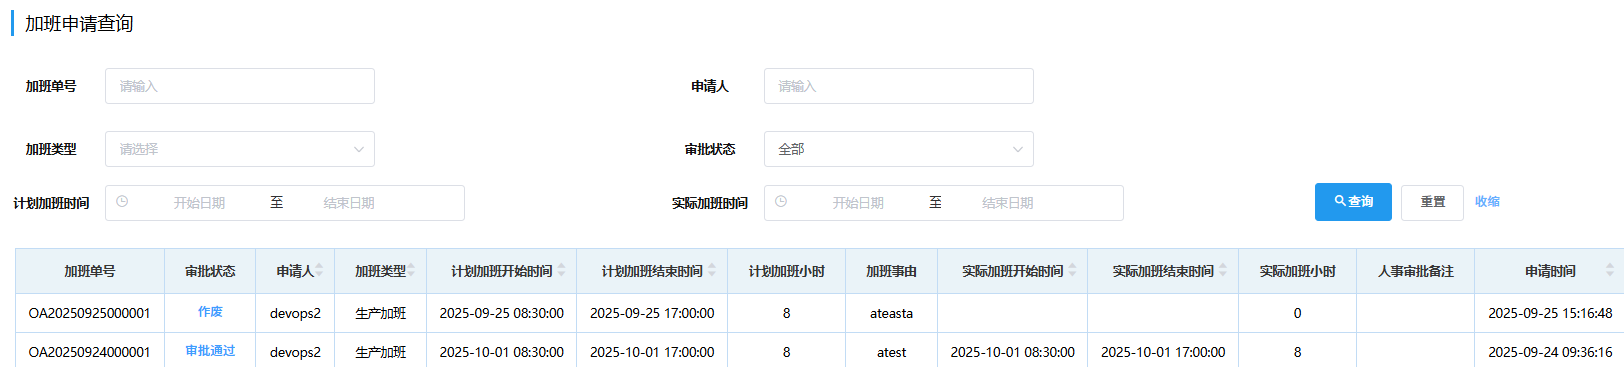 加班申请查询
加班单号 请输入 申请人 请输入
加班类型 请选择 审批状态 全部
计划加班时间 开始日期 至 结束日期 实际加班时间 开始日期 至 结束日期 查询 重置 收缩
加班单号 审批状态 申请人 加班类型 计划加班开始时间 计划加班结束时间 计划加班小时 加班事由 实际加班开始时间 实际加班结束时间 实际加班小时 人事审批备注 申请时间
OA20250925000001 作废 devops2 生产加班 2025-09-25 08:30:00 2025-09-25 17:00:00 8 ateasta 0 2025-09-25 15:16:48
OA20250924000001 审批通过 devops2 生产加班 2025-10-01 08:30:00 2025-10-01 17:00:00 8 atest 2025-10-01 08:30:00 2025-10-01 17:00:00 8 2025-09-24 09:36:16